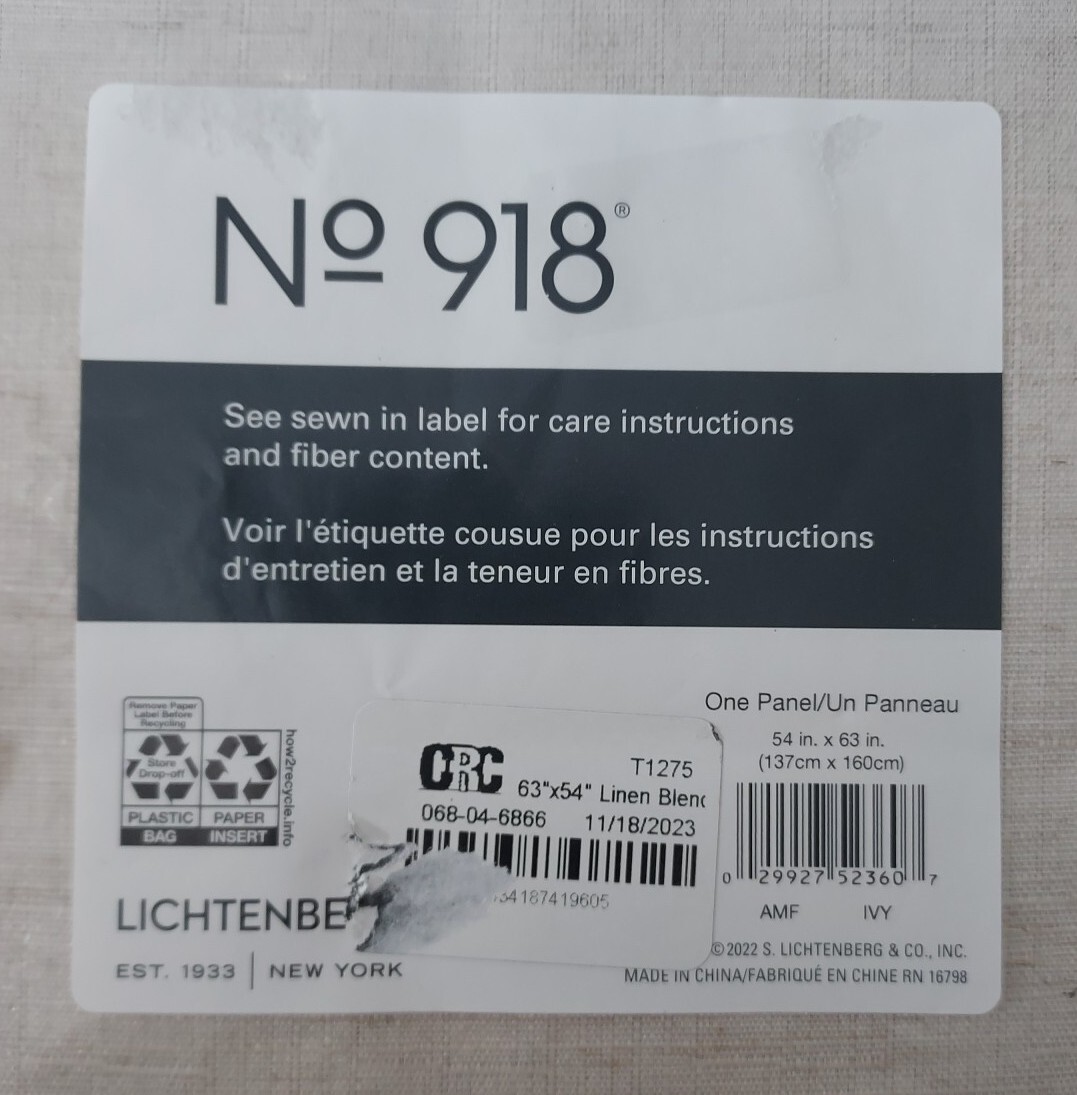 Nº 918®
See sewn in label for care instructions
and fiber content.
Voir l'étiquette cousue pour les instructions
d'entretien et la teneur en fibres.
Remove Paper
Label Before
Recycling
Store
Drop-off
PLASTIC
BAG
PAPER
INSERT
how2recycle.info
CRC
T1275
63"x54" Linen Blend
068-04-6866 11/18/2023
34187419605
One Panel/Un Panneau
54 in. x 63 in.
(137cm x 160cm)
0 29927 52360 7
AMF IVY
LICHTENBE
EST. 1933 | NEW YORK
©2022 S. LICHTENBERG & CO., INC.
MADE IN CHINA/FABRIQUÉ EN CHINE RN 16798